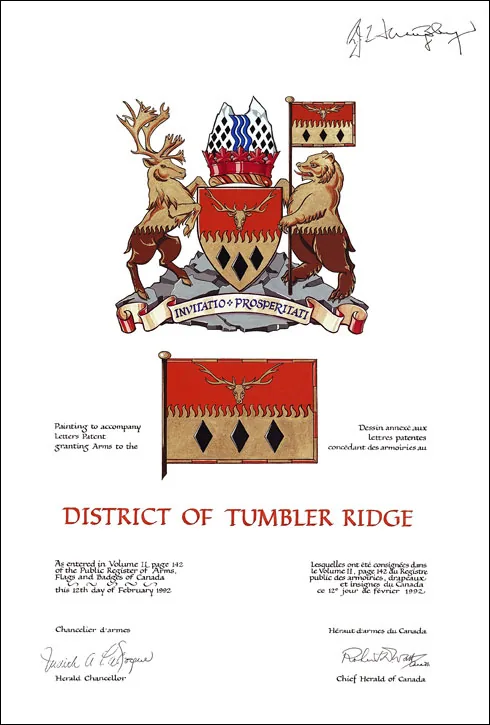 INVITATIO ⬥ PROSPERITATI
Painting to accompany
Letters Patent
granting Arms to the
Dessin annexé aux
lettres patentes
concédant des armoiries au
DISTRICT OF TUMBLER RIDGE
As entered in Volume II, page 142
of the Public Register of Arms,
Flags and Badges of Canada
this 12th day of February 1992
Lesquelles ont été consignées dans
le Volume II, page 142 du Registre
public des armoiries, drapeaux
et insignes du Canada
ce 12e jour de février 1992
Chancelier d'armes
Herald Chancellor
Héraut d'armes du Canada
Chief Herald of Canada